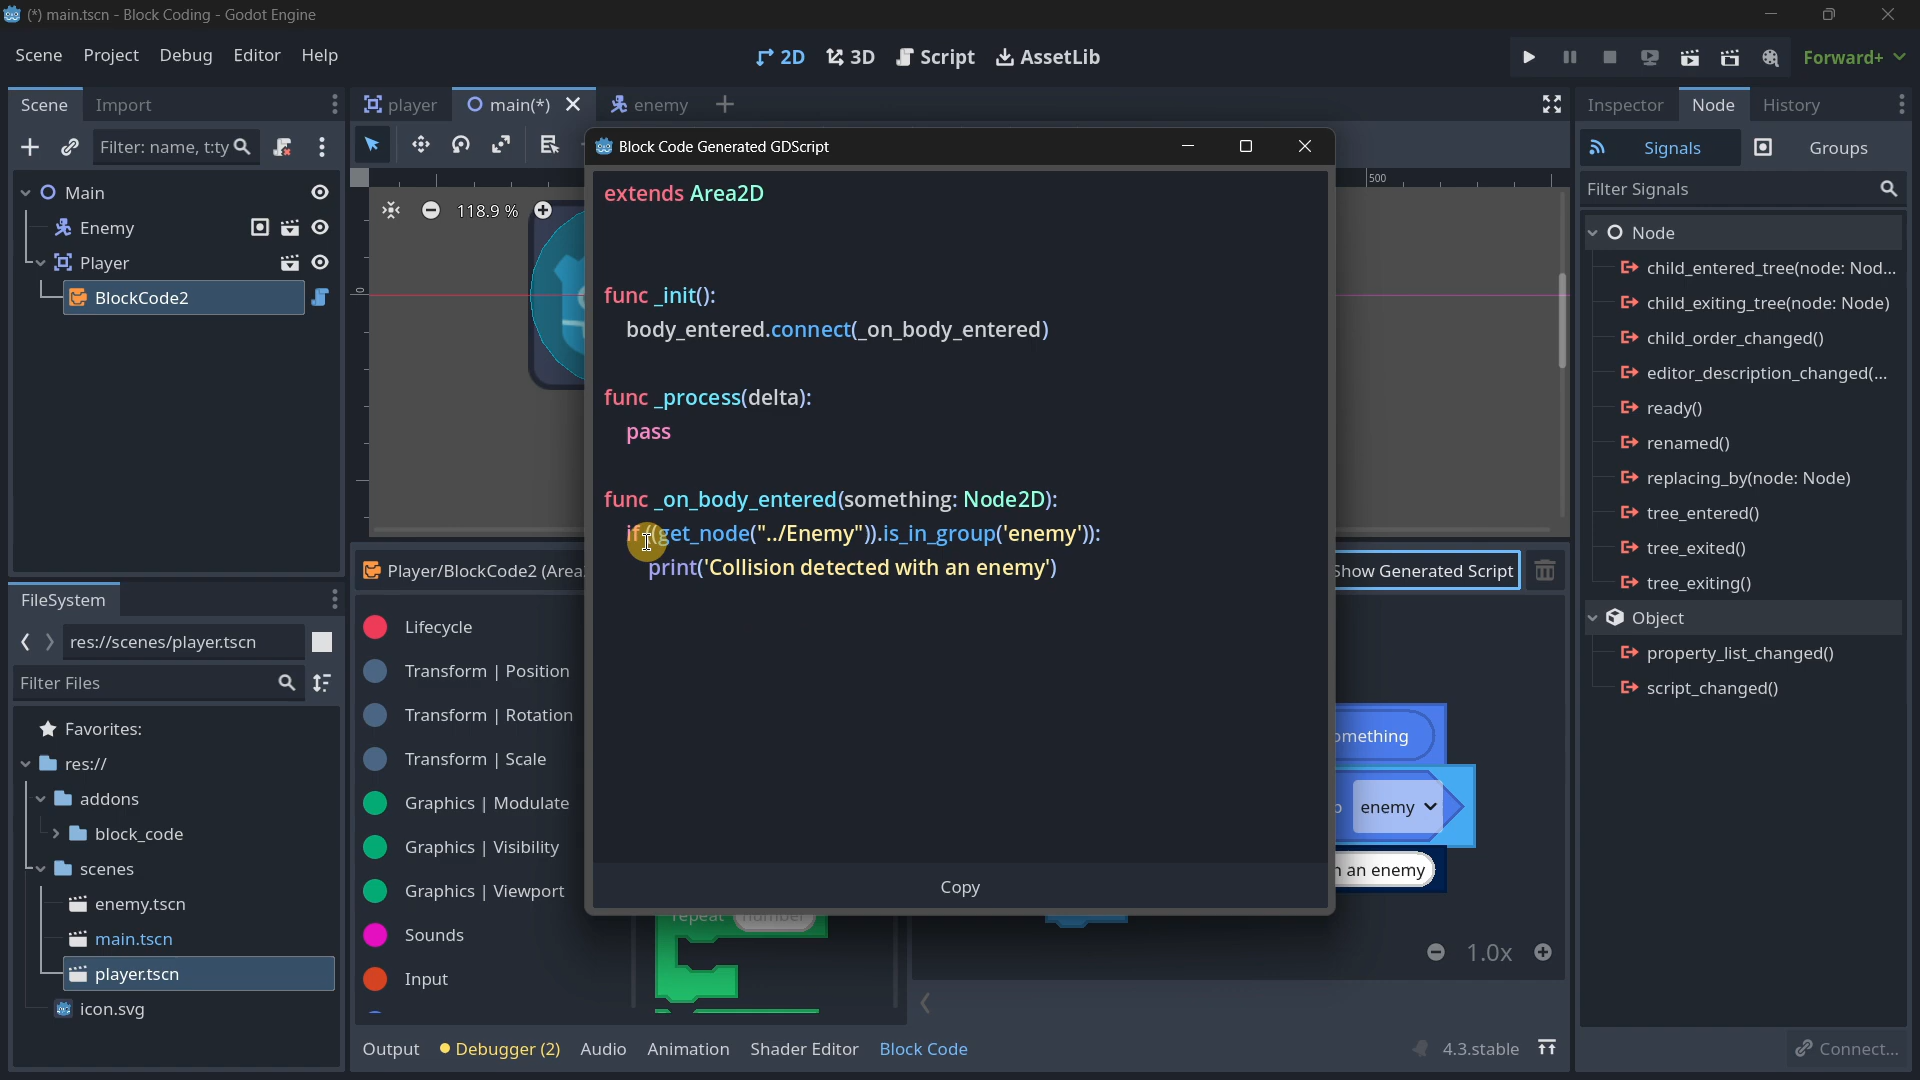 (*) main.tscn - Block Coding - Godot Engine
Scene Project Debug Editor Help
2D 3D Script AssetLib
Forward+
Scene Import
player main(*) enemy
Inspector Node History
Filter: name, t:ty
Signals Groups
Filter Signals
Main
Enemy
Player
BlockCode2
118.9 %
500
0
Block Code Generated GDScript
extends Area2D
func _init():
body_entered.connect(_on_body_entered)
func _process(delta):
pass
func _on_body_entered(something: Node2D):
if ((get_node("../Enemy")).is_in_group('enemy')):
print('Collision detected with an enemy')
Copy
Node
child_entered_tree(node: Nod...
child_exiting_tree(node: Node)
child_order_changed()
editor_description_changed(...
ready()
renamed()
replacing_by(node: Node)
tree_entered()
tree_exited()
tree_exiting()
Object
property_list_changed()
script_changed()
FileSystem
res://scenes/player.tscn
Filter Files
Favorites:
res://
addons
block_code
scenes
enemy.tscn
main.tscn
player.tscn
icon.svg
Player/BlockCode2 (Area
Show Generated Script
Lifecycle
Transform | Position
Transform | Rotation
Transform | Scale
Graphics | Modulate
Graphics | Visibility
Graphics | Viewport
Sounds
Input
repeat number
omething
enemy
n an enemy
1.0x
Output Debugger (2) Audio Animation Shader Editor Block Code
4.3.stable
Connect...